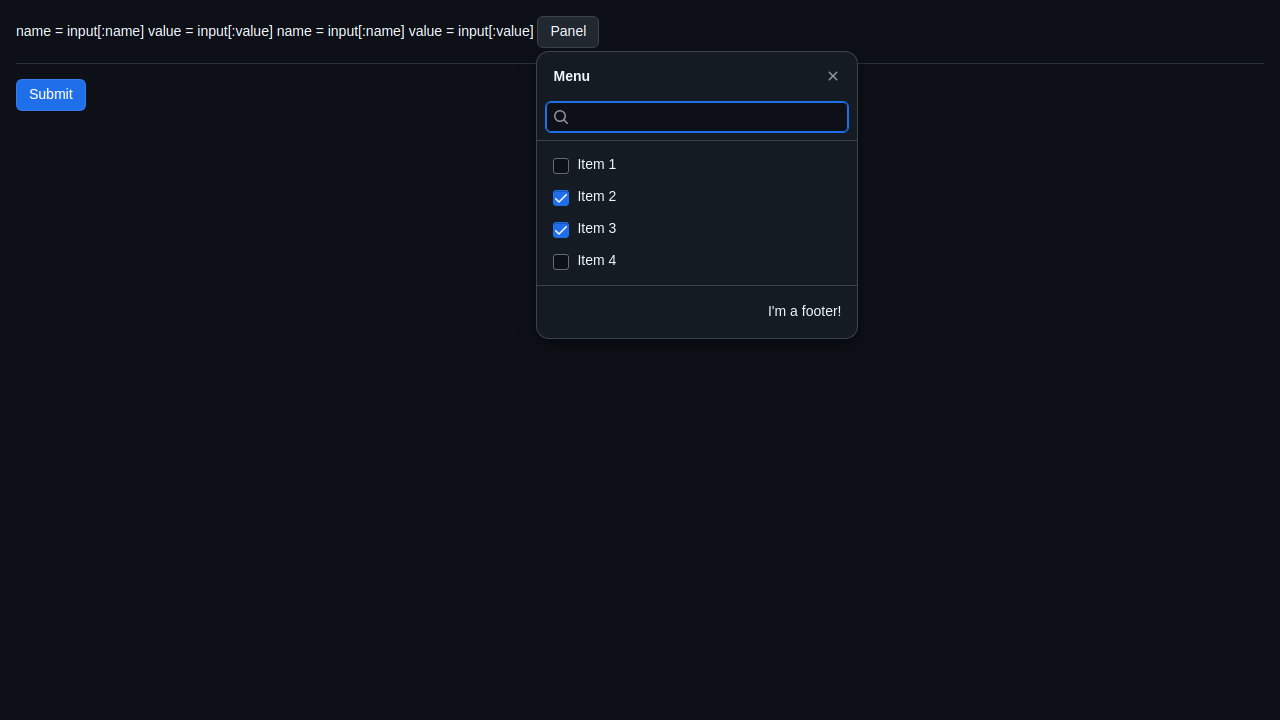 name = input[:name] value = input[:value] name = input[:name] value = input[:value] Panel
Submit
Menu
Item 1
Item 2
Item 3
Item 4
I'm a footer!